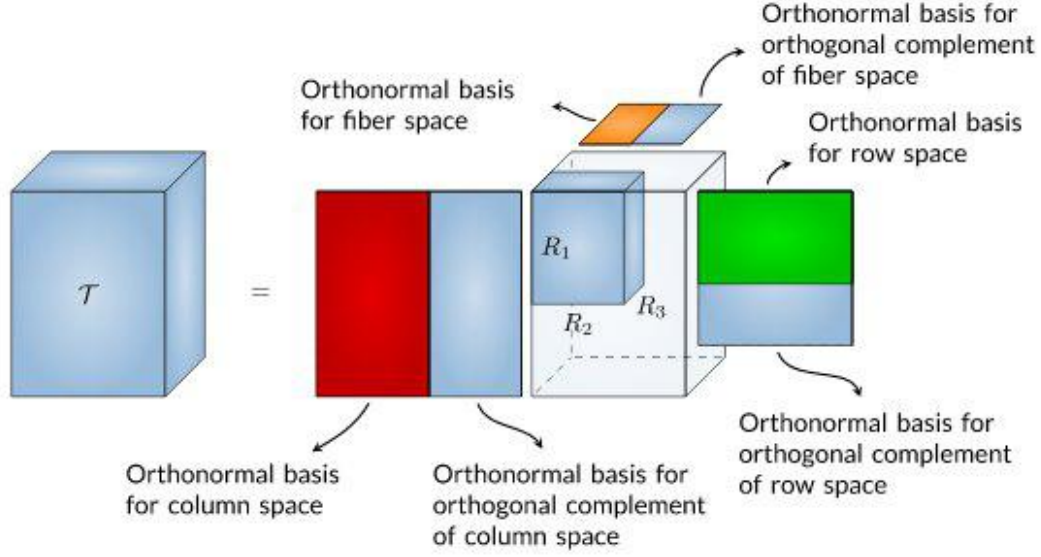 Orthonormal basis for
orthogonal complement
of fiber space
Orthonormal basis
for fiber space
Orthonormal basis
for row space
𝒯
=
R₁
R₂
R₃
Orthonormal basis
for column space
Orthonormal basis for
orthogonal complement
of column space
Orthonormal basis for
orthogonal complement
of row space